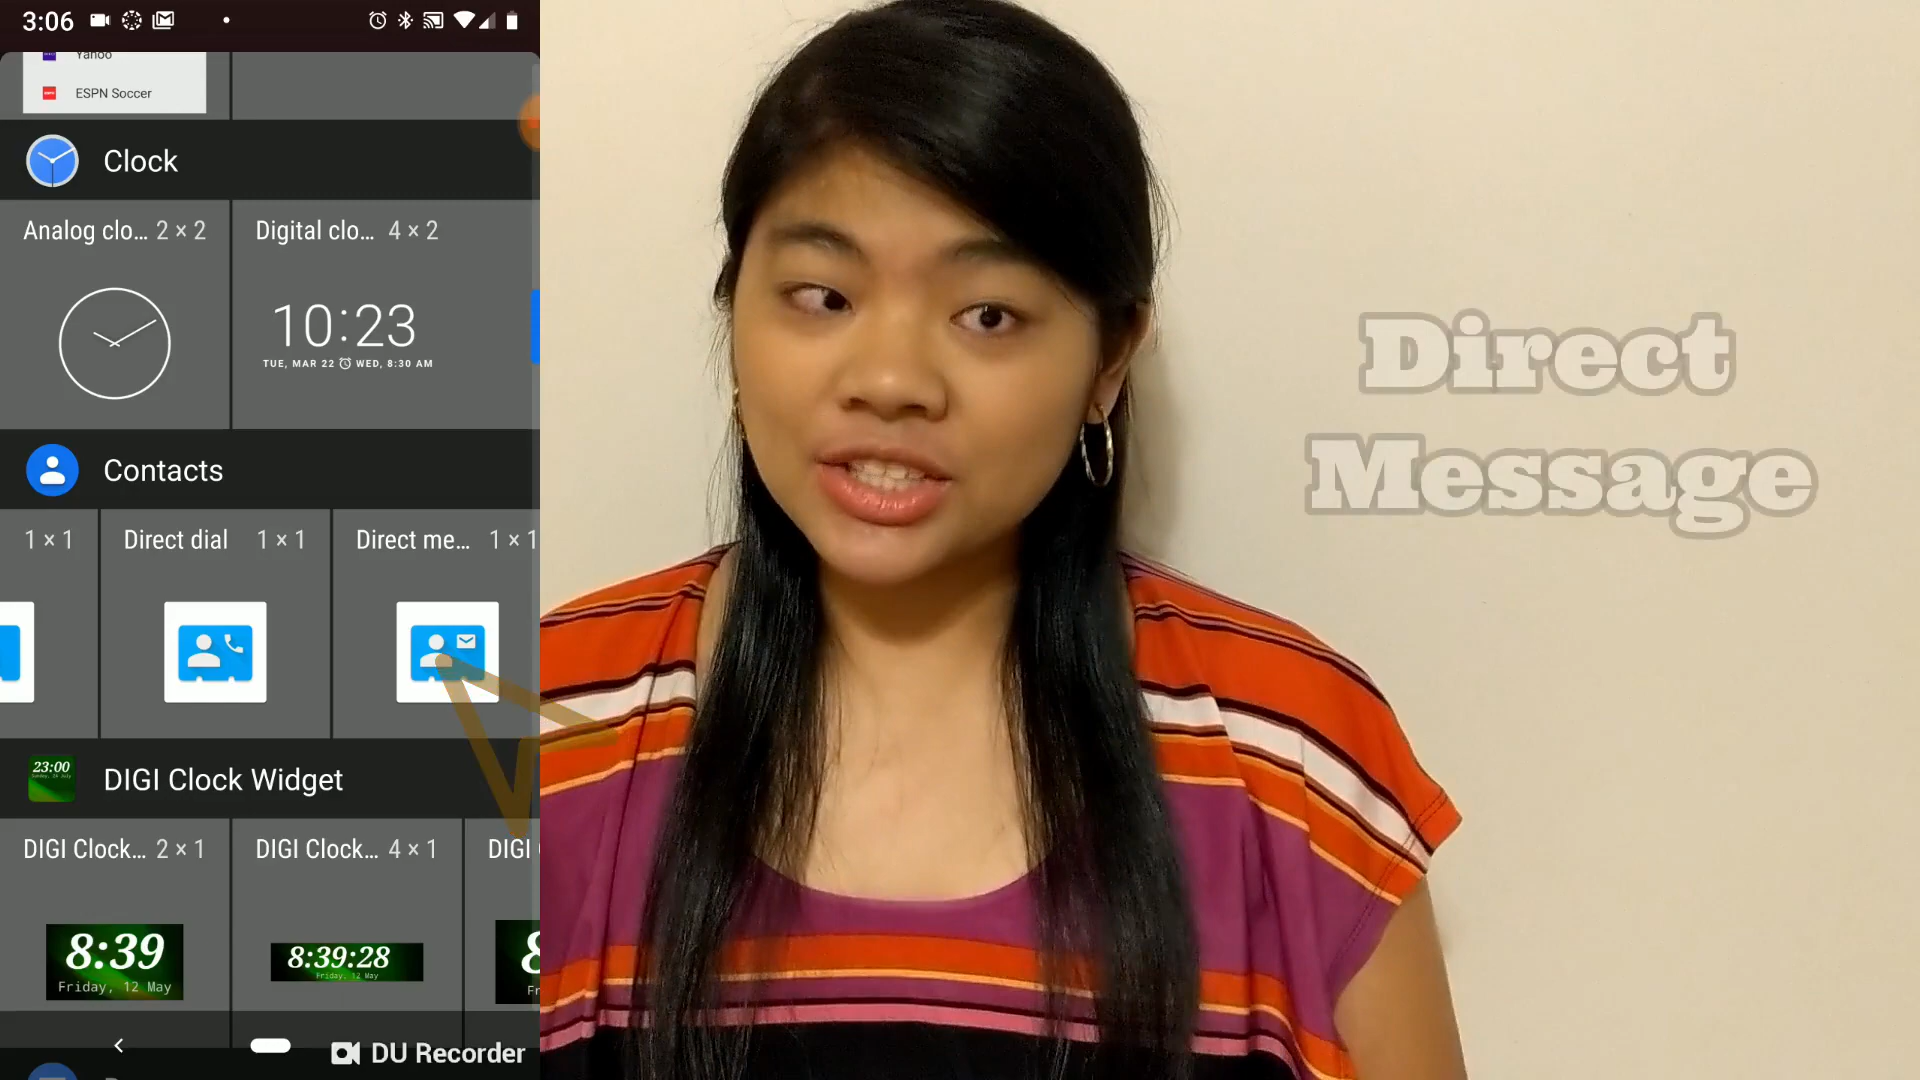 3:06
Yahoo
ESPN Soccer
Clock
Analog clo... 2 × 2
Digital clo... 4 × 2
10:23
TUE, MAR 22 WED, 8:30 AM
Contacts
1 × 1
Direct dial 1 × 1
Direct me... 1 × 1
23:00
DIGI Clock Widget
DIGI Clock... 2 × 1
DIGI Clock... 4 × 1
DIGI
8:39
Friday, 12 May
8:39:28
Friday, 12 May
DU Recorder
Direct
Message